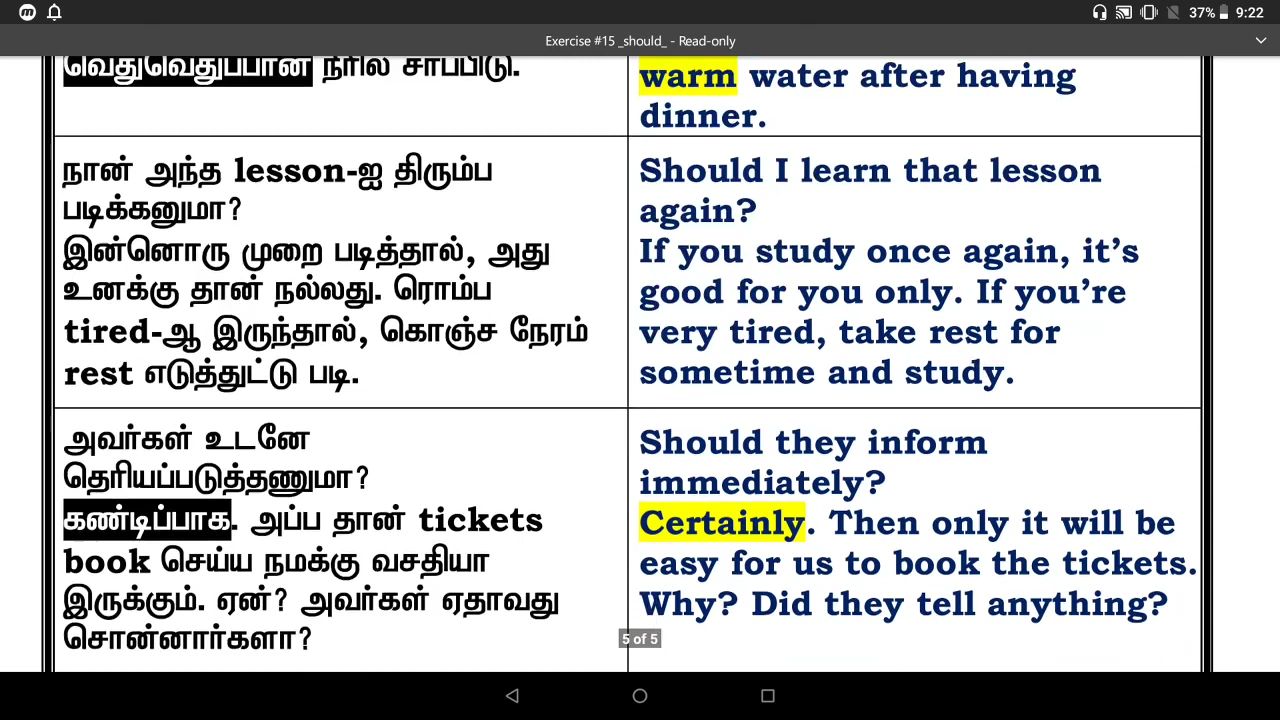 37% 9:22
Exercise #15 _should_ - Read-only
வெதுவெதுப்பான நீரில் சாப்பிடு.
நான் அந்த lesson-ஐ திரும்ப
படிக்கனுமா?
இன்னொரு முறை படித்தால், அது
உனக்கு தான் நல்லது. ரொம்ப
tired-ஆ இருந்தால், கொஞ்ச நேரம்
rest எடுத்துட்டு படி.
அவர்கள் உடனே
தெரியப்படுத்தணுமா?
கண்டிப்பாக. அப்ப தான் tickets
book செய்ய நமக்கு வசதியா
இருக்கும். ஏன்? அவர்கள் ஏதாவது
சொன்னார்களா?
warm water after having
dinner.
Should I learn that lesson
again?
If you study once again, it’s
good for you only. If you’re
very tired, take rest for
sometime and study.
Should they inform
immediately?
Certainly. Then only it will be
easy for us to book the tickets.
Why? Did they tell anything?
5 of 5